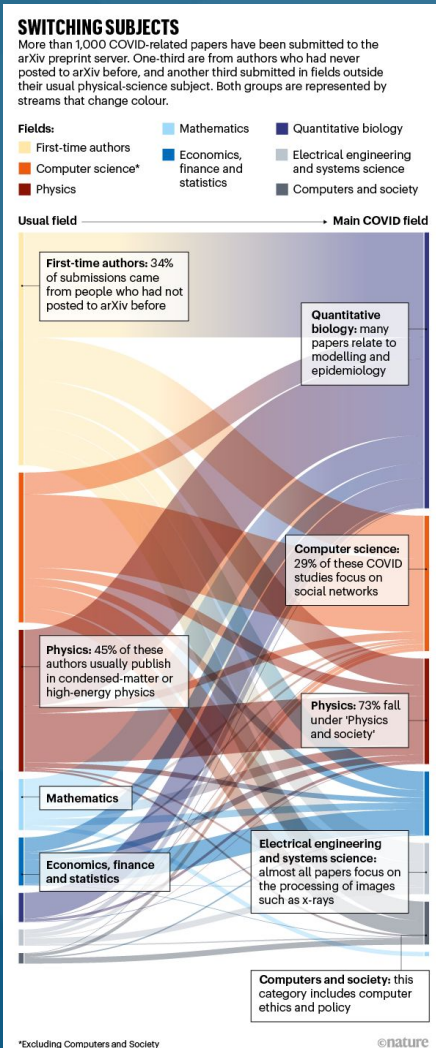 SWITCHING SUBJECTS
More than 1,000 COVID-related papers have been submitted to the
arXiv preprint server. One-third are from authors who had never
posted to arXiv before, and another third submitted in fields outside
their usual physical-science subject. Both groups are represented by
streams that change colour.
Fields:
First-time authors
Computer science*
Physics
Mathematics
Economics,
finance and
statistics
Quantitative biology
Electrical engineering
and systems science
Computers and society
Usual field
Main COVID field
First-time authors: 34%
of submissions came
from people who had not
posted to arXiv before
Quantitative
biology: many
papers relate to
modelling and
epidemiology
Computer science:
29% of these COVID
studies focus on
social networks
Physics: 45% of these
authors usually publish
in condensed-matter or
high-energy physics
Physics: 73% fall
under 'Physics
and society'
Mathematics
Economics, finance
and statistics
Electrical engineering
and systems science:
almost all papers focus on
the processing of images
such as x-rays
Computers and society: this
category includes computer
ethics and policy
*Excluding Computers and Society
©nature